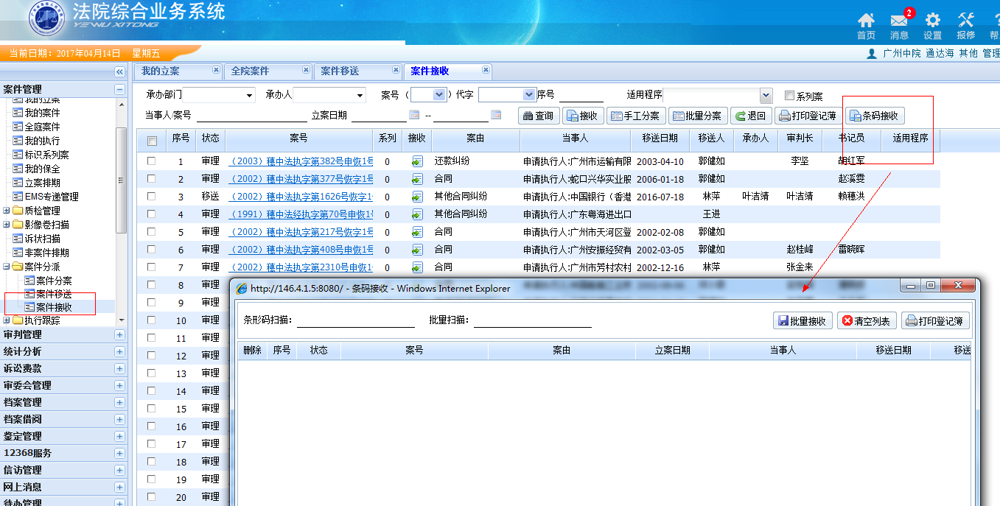 法院综合业务系统
YEWU XITONG
2
首页 消息 设置 报修
当前日期：2017年04月14日 星期五
广州中院 通达海 其他 管理
我的立案 全院案件 案件移送 案件接收
案件管理
我的立案
我的案件
全庭案件
我的执行
标识系列案
我的保全
立案排期
EMS专递管理
质检管理
影像卷扫描
诉状扫描
非案件排期
案件分派
案件分案
案件移送
案件接收
执行跟踪
审判管理
统计分析
诉讼费款
审委会管理
档案管理
档案借阅
鉴定管理
12368服务
信访管理
网上消息
待办管理
承办部门 承办人 案号（ ）代字 序号 适用程序 系列案
当事人/案号 立案日期 -- 查询 接收 手工分案 批量分案 退回 打印登记簿 条码接收
序号 状态 案号 系列 接收 案由 当事人 移送日期 移送人 承办人 审判长 书记员 适用程序
1 审理 （2003）穗中法执字第382号申恢1号 0 还款纠纷 申请执行人:广州市运输有限 2003-04-10 郭健如 李坚 胡红军
2 审理 （2002）穗中法执字第377号恢字1号 0 合同 申请执行人:蛇口兴华实业股 2006-01-18 郭健如 赵溪雯
3 移送 （2002）穗中法执字第1626号恢字1 0 其他合同纠纷 申请执行人:中国银行（香港 2016-07-18 林萍 叶洁靖 叶洁靖 赖穗洪
4 审理 （1991）穗中法经执字第70号申恢1 0 其他合同纠纷 申请执行人:广东粤海进出口 王进
5 审理 （2002）穗中法执字第217号恢字1号 0 合同 申请执行人:广州市天河区登 2002-02-08 郭健如
6 审理 （2002）穗中法执字第408号申恢1号 0 合同 申请执行人:广州安振经贸有 2002-03-05 郭健如 赵桂峰 雷晓晖
7 审理 （2002）穗中法执字第2310号申恢1 0 合同 申请执行人:广州市芳村农村 2002-12-16 林萍 张金来
8 审理
9 审理
10 审理
11 审理
12 审理
13 审理
14 审理
15 审理
16 审理
17 审理
18 审理
19 审理
20 审理
http://146.4.1.5:8080/ - 条码接收 - Windows Internet Explorer
条形码扫描： 批量扫描： 批量接收 清空列表 打印登记簿
删除 序号 状态 案号 案由 立案日期 当事人 移送日期 移送